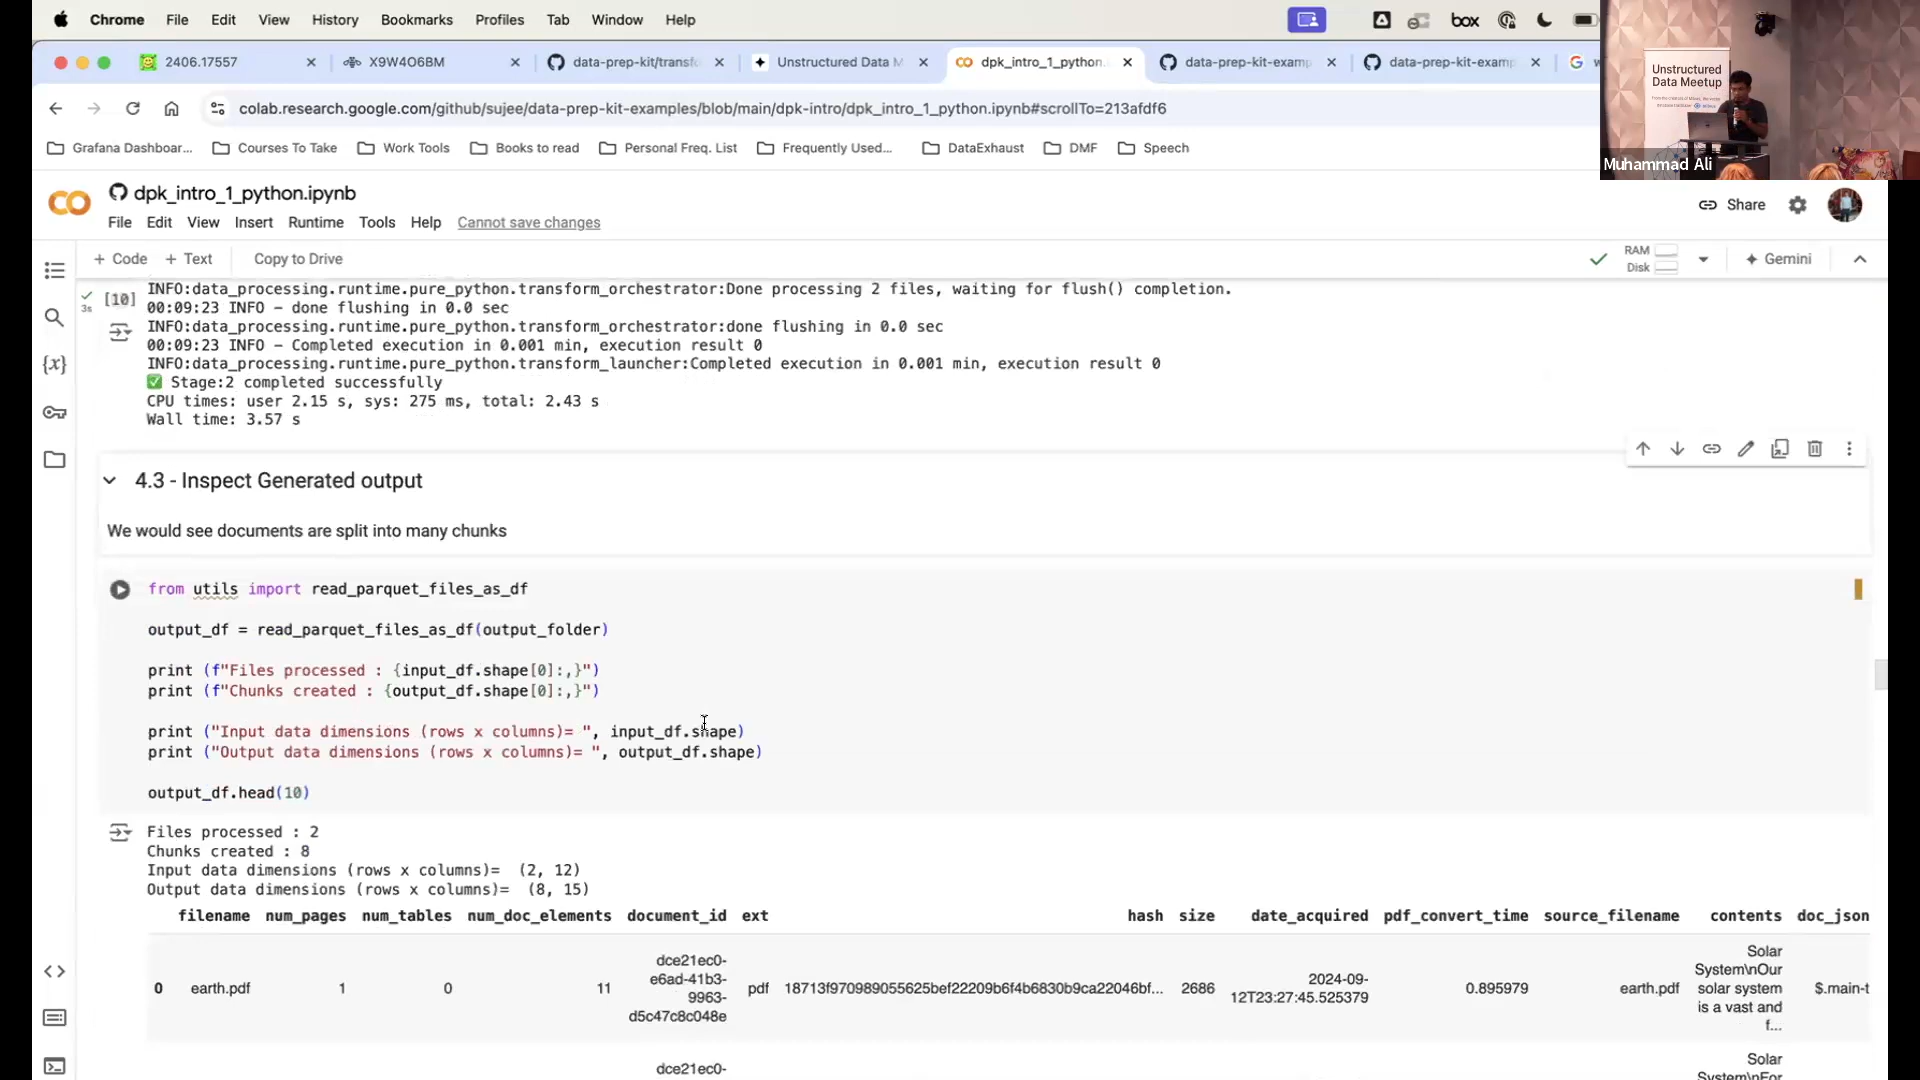 Chrome File Edit View History Bookmarks Profiles Tab Window Help box
2406.17557 X9W4O6BM data-prep-kit/transfo Unstructured Data M dpk_intro_1_python. data-prep-kit-examp data-prep-kit-examp
colab.research.google.com/github/sujee/data-prep-kit-examples/blob/main/dpk-intro/dpk_intro_1_python.ipynb#scrollTo=213afdf6
Grafana Dashboar... Courses To Take Work Tools Books to read Personal Freq. List Frequently Used... DataExhaust DMF Speech
Unstructured
Data Meetup
Muhammad Ali
dpk_intro_1_python.ipynb
File Edit View Insert Runtime Tools Help Cannot save changes
Share
+ Code + Text Copy to Drive
RAM
Disk
Gemini
INFO:data_processing.runtime.pure_python.transform_orchestrator:Done processing 2 files, waiting for flush() completion.
[10]
3s
00:09:23 INFO - done flushing in 0.0 sec
INFO:data_processing.runtime.pure_python.transform_orchestrator:done flushing in 0.0 sec
00:09:23 INFO - Completed execution in 0.001 min, execution result 0
INFO:data_processing.runtime.pure_python.transform_launcher:Completed execution in 0.001 min, execution result 0
✅ Stage:2 completed successfully
CPU times: user 2.15 s, sys: 275 ms, total: 2.43 s
Wall time: 3.57 s
4.3 - Inspect Generated output
We would see documents are split into many chunks
from utils import read_parquet_files_as_df
output_df = read_parquet_files_as_df(output_folder)
print (f"Files processed : {input_df.shape[0]:,}")
print (f"Chunks created : {output_df.shape[0]:,}")
print ("Input data dimensions (rows x columns)= ", input_df.shape)
print ("Output data dimensions (rows x columns)= ", output_df.shape)
output_df.head(10)
Files processed : 2
Chunks created : 8
Input data dimensions (rows x columns)= (2, 12)
Output data dimensions (rows x columns)= (8, 15)
filename num_pages num_tables num_doc_elements document_id ext hash size date_acquired pdf_convert_time source_filename contents doc_json
0 earth.pdf 1 0 11 dce21ec0-
e6ad-41b3-
9963-
d5c47c8c048e pdf 18713f970989055625bef22209b6f4b6830b9ca22046bf... 2686 2024-09-
12T23:27:45.525379 0.895979 earth.pdf Solar
System\nOur
solar system
is a vast and
f... $.main-t
dce21ec0-
Solar
System\nFor